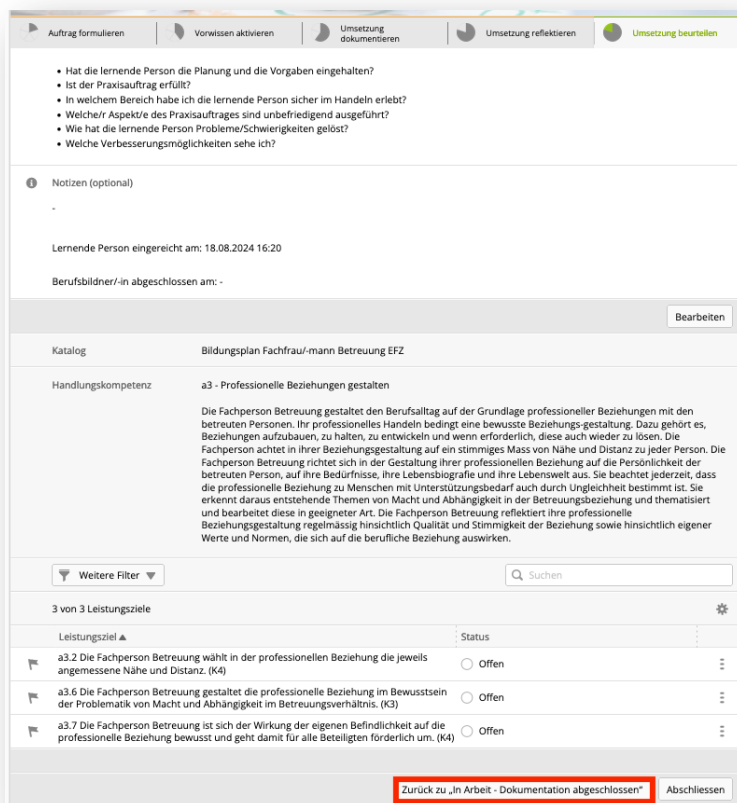 Auftrag formulieren
Vorwissen aktivieren
Umsetzung
dokumentieren
Umsetzung reflektieren
Umsetzung beurteilen
• Hat die lernende Person die Planung und die Vorgaben eingehalten?
• Ist der Praxisauftrag erfüllt?
• In welchem Bereich habe ich die lernende Person sicher im Handeln erlebt?
• Welche/r Aspekt/e des Praxisauftrages sind unbefriedigend ausgeführt?
• Wie hat die lernende Person Probleme/Schwierigkeiten gelöst?
• Welche Verbesserungsmöglichkeiten sehe ich?
Notizen (optional)
-
Lernende Person eingereicht am: 18.08.2024 16:20
Berufsbildner/-in abgeschlossen am: -
Bearbeiten
Katalog Bildungsplan Fachfrau/-mann Betreuung EFZ
Handlungskompetenz a3 - Professionelle Beziehungen gestalten
Die Fachperson Betreuung gestaltet den Berufsalltag auf der Grundlage professioneller Beziehungen mit den
betreuten Personen. Ihr professionelles Handeln bedingt eine bewusste Beziehungs-gestaltung. Dazu gehört es,
Beziehungen aufzubauen, zu halten, zu entwickeln und wenn erforderlich, diese auch wieder zu lösen. Die
Fachperson achtet in ihrer Beziehungsgestaltung auf ein stimmiges Mass von Nähe und Distanz zu jeder Person. Die
Fachperson Betreuung richtet sich in der Gestaltung ihrer professionellen Beziehung auf die Persönlichkeit der
betreuten Person, auf ihre Bedürfnisse, ihre Lebensbiografie und ihre Lebenswelt aus. Sie beachtet jederzeit, dass
die professionelle Beziehung zu Menschen mit Unterstützungsbedarf auch durch Ungleichheit bestimmt ist. Sie
erkennt daraus entstehende Themen von Macht und Abhängigkeit in der Betreuungsbeziehung und thematisiert
und bearbeitet diese in geeigneter Art. Die Fachperson Betreuung reflektiert ihre professionelle
Beziehungsgestaltung regelmässig hinsichtlich Qualität und Stimmigkeit der Beziehung sowie hinsichtlich eigener
Werte und Normen, die sich auf die berufliche Beziehung auswirken.
Weitere Filter ▼
Suchen
3 von 3 Leistungsziele
Leistungsziel ▲ Status
a3.2 Die Fachperson Betreuung wählt in der professionellen Beziehung die jeweils
angemessene Nähe und Distanz. (K4)
Offen
a3.6 Die Fachperson Betreuung gestaltet die professionelle Beziehung im Bewusstsein
der Problematik von Macht und Abhängigkeit im Betreuungsverhältnis. (K3)
Offen
a3.7 Die Fachperson Betreuung ist sich der Wirkung der eigenen Befindlichkeit auf die
professionelle Beziehung bewusst und geht damit für alle Beteiligten förderlich um. (K4)
Offen
Zurück zu „In Arbeit - Dokumentation abgeschlossen“
Abschliessen